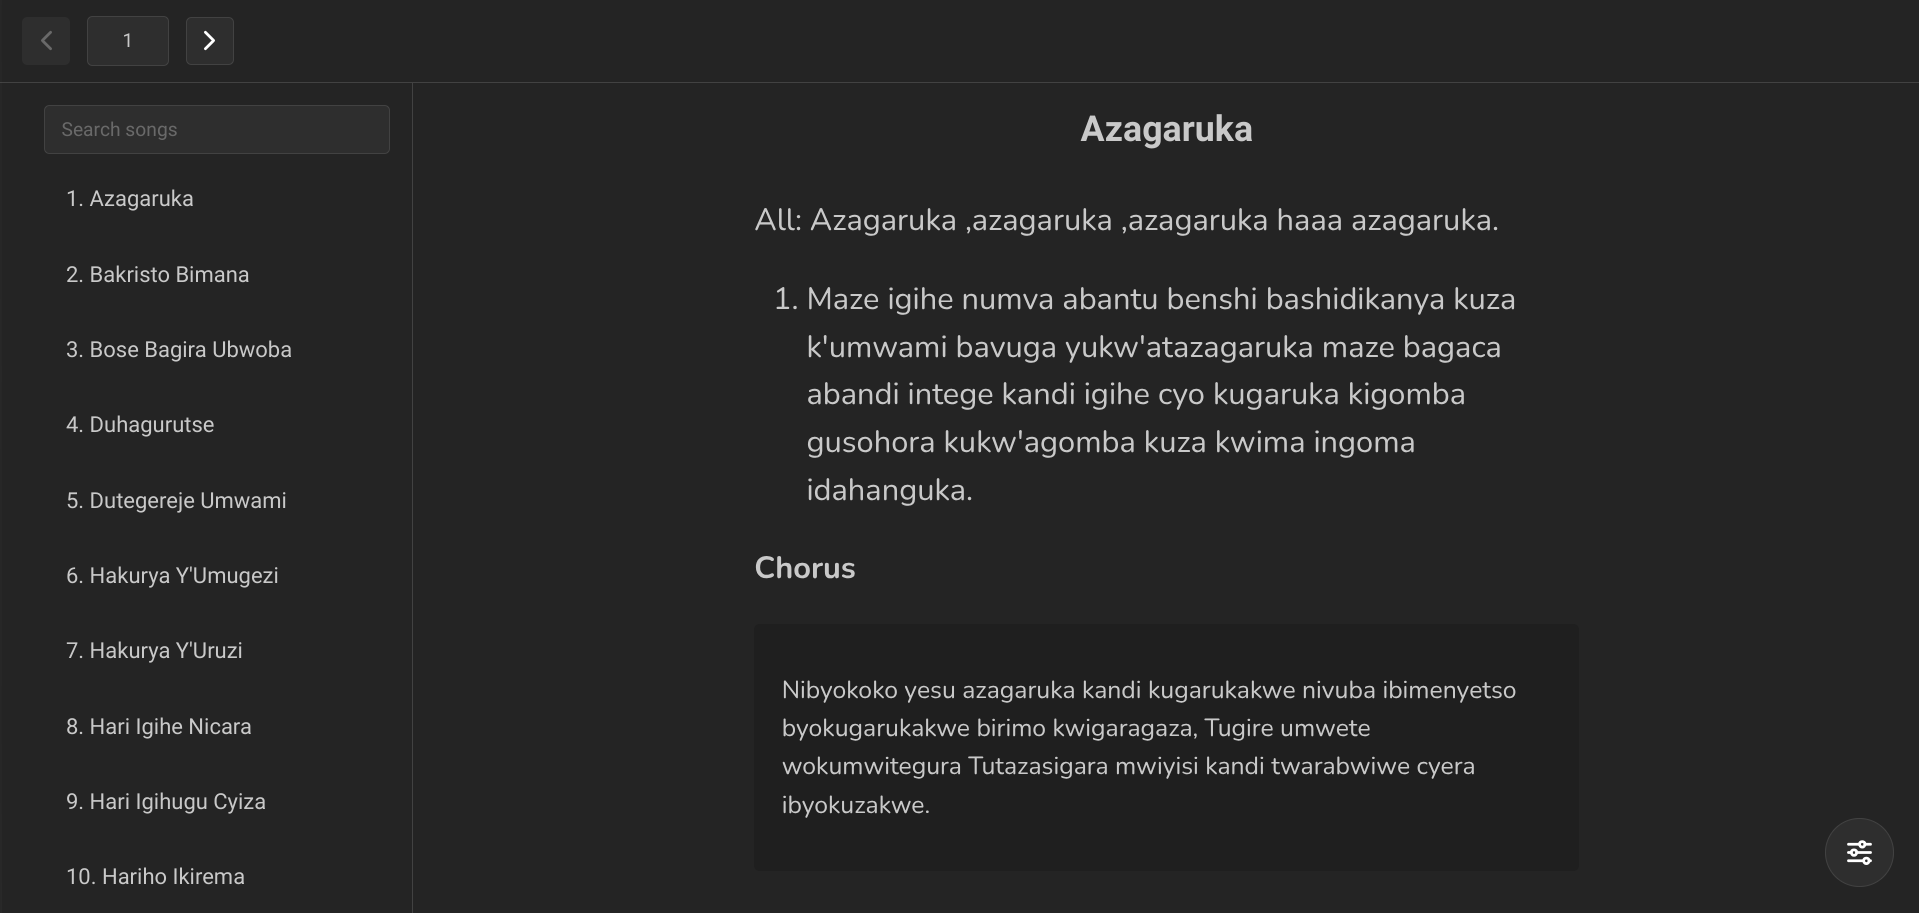 1
Search songs
1. Azagaruka
2. Bakristo Bimana
3. Bose Bagira Ubwoba
4. Duhagurutse
5. Dutegereje Umwami
6. Hakurya Y'Umugezi
7. Hakurya Y'Uruzi
8. Hari Igihe Nicara
9. Hari Igihugu Cyiza
10. Hariho Ikirema
Azagaruka
All: Azagaruka ,azagaruka ,azagaruka haaa azagaruka.
1. Maze igihe numva abantu benshi bashidikanya kuza
k'umwami bavuga yukw'atazagaruka maze bagaca
abandi intege kandi igihe cyo kugaruka kigomba
gusohora kukw'agomba kuza kwima ingoma
idahanguka.
Chorus
Nibyokoko yesu azagaruka kandi kugarukakwe nivuba ibimenyetso
byokugarukakwe birimo kwigaragaza, Tugire umwete
wokumwitegura Tutazasigara mwiyisi kandi twarabwiwe cyera
ibyokuzakwe.